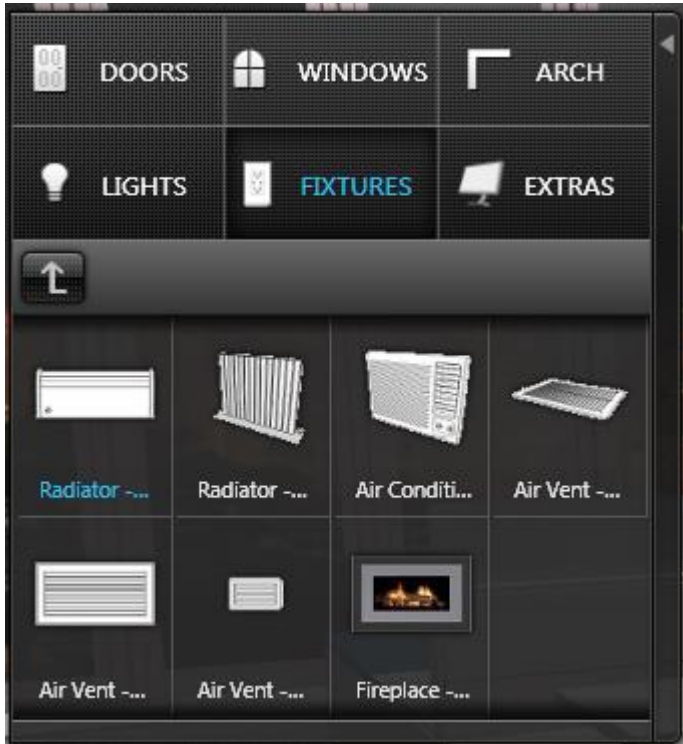 DOORS WINDOWS ARCH
LIGHTS FIXTURES EXTRAS
Radiator -... Radiator -... Air Conditi... Air Vent -...
Air Vent -... Air Vent -... Fireplace -...